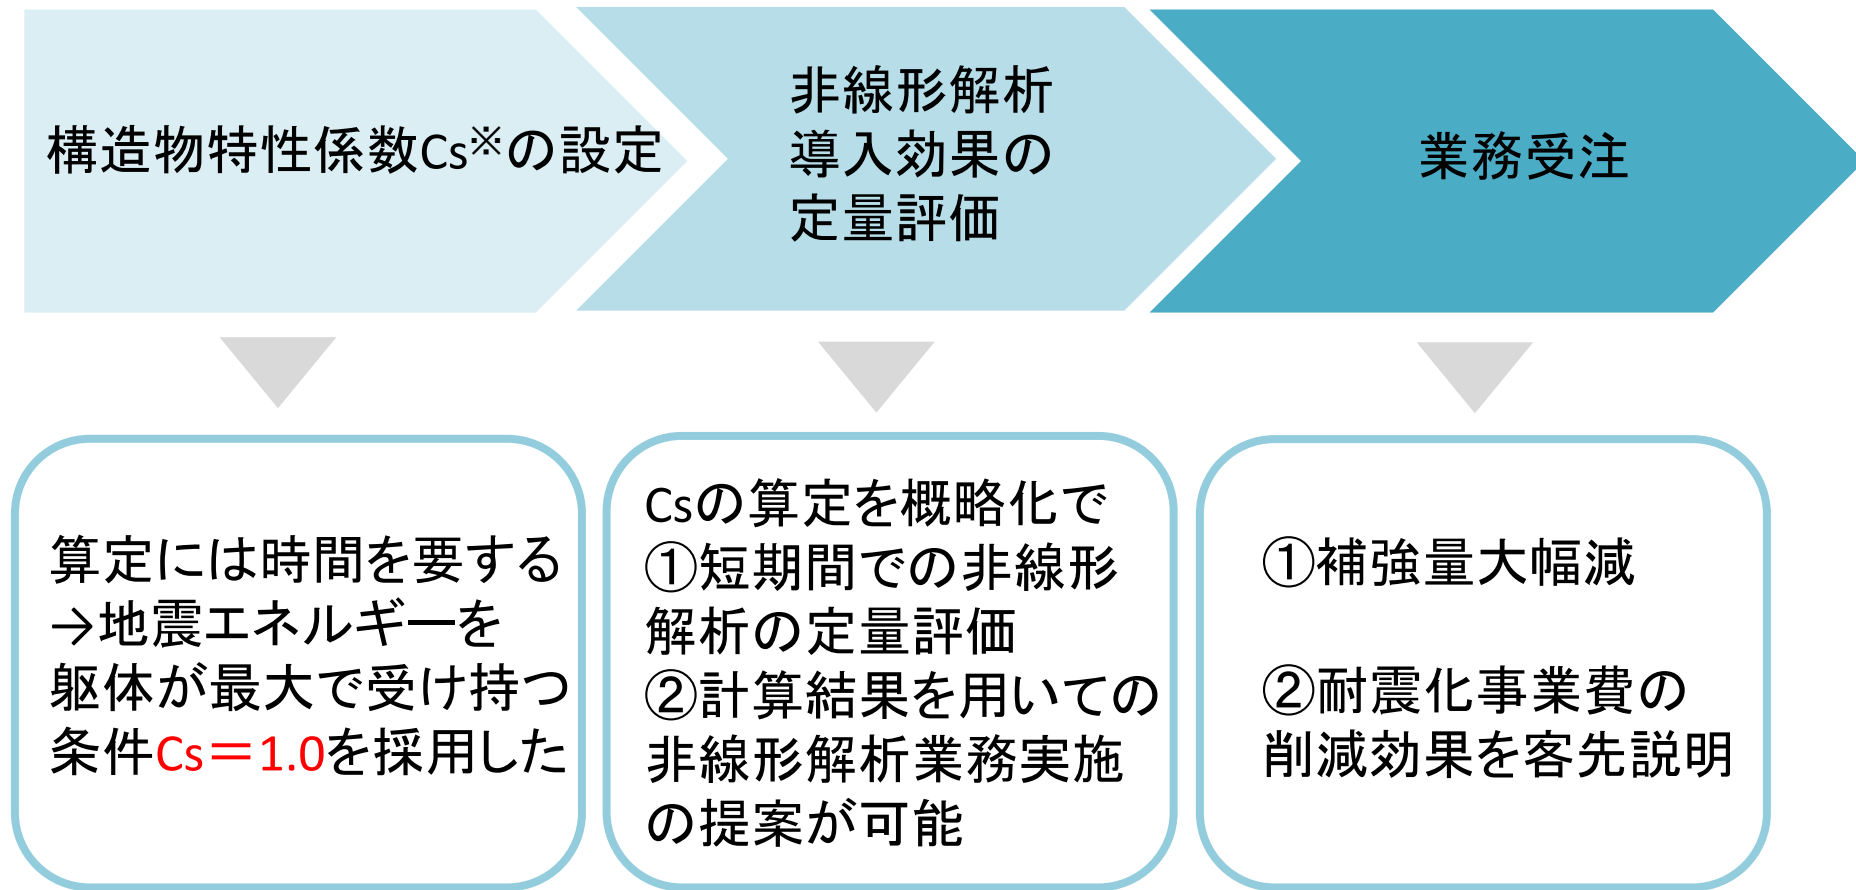 構造物特性係数Cs※の設定
非線形解析
導入効果の
定量評価
業務受注
算定には時間を要する
→地震エネルギーを
躯体が最大で受け持つ
条件Cs＝1.0を採用した
Csの算定を概略化で
①短期間での非線形
解析の定量評価
②計算結果を用いての
非線形解析業務実施
の提案が可能
①補強量大幅減
②耐震化事業費の
削減効果を客先説明